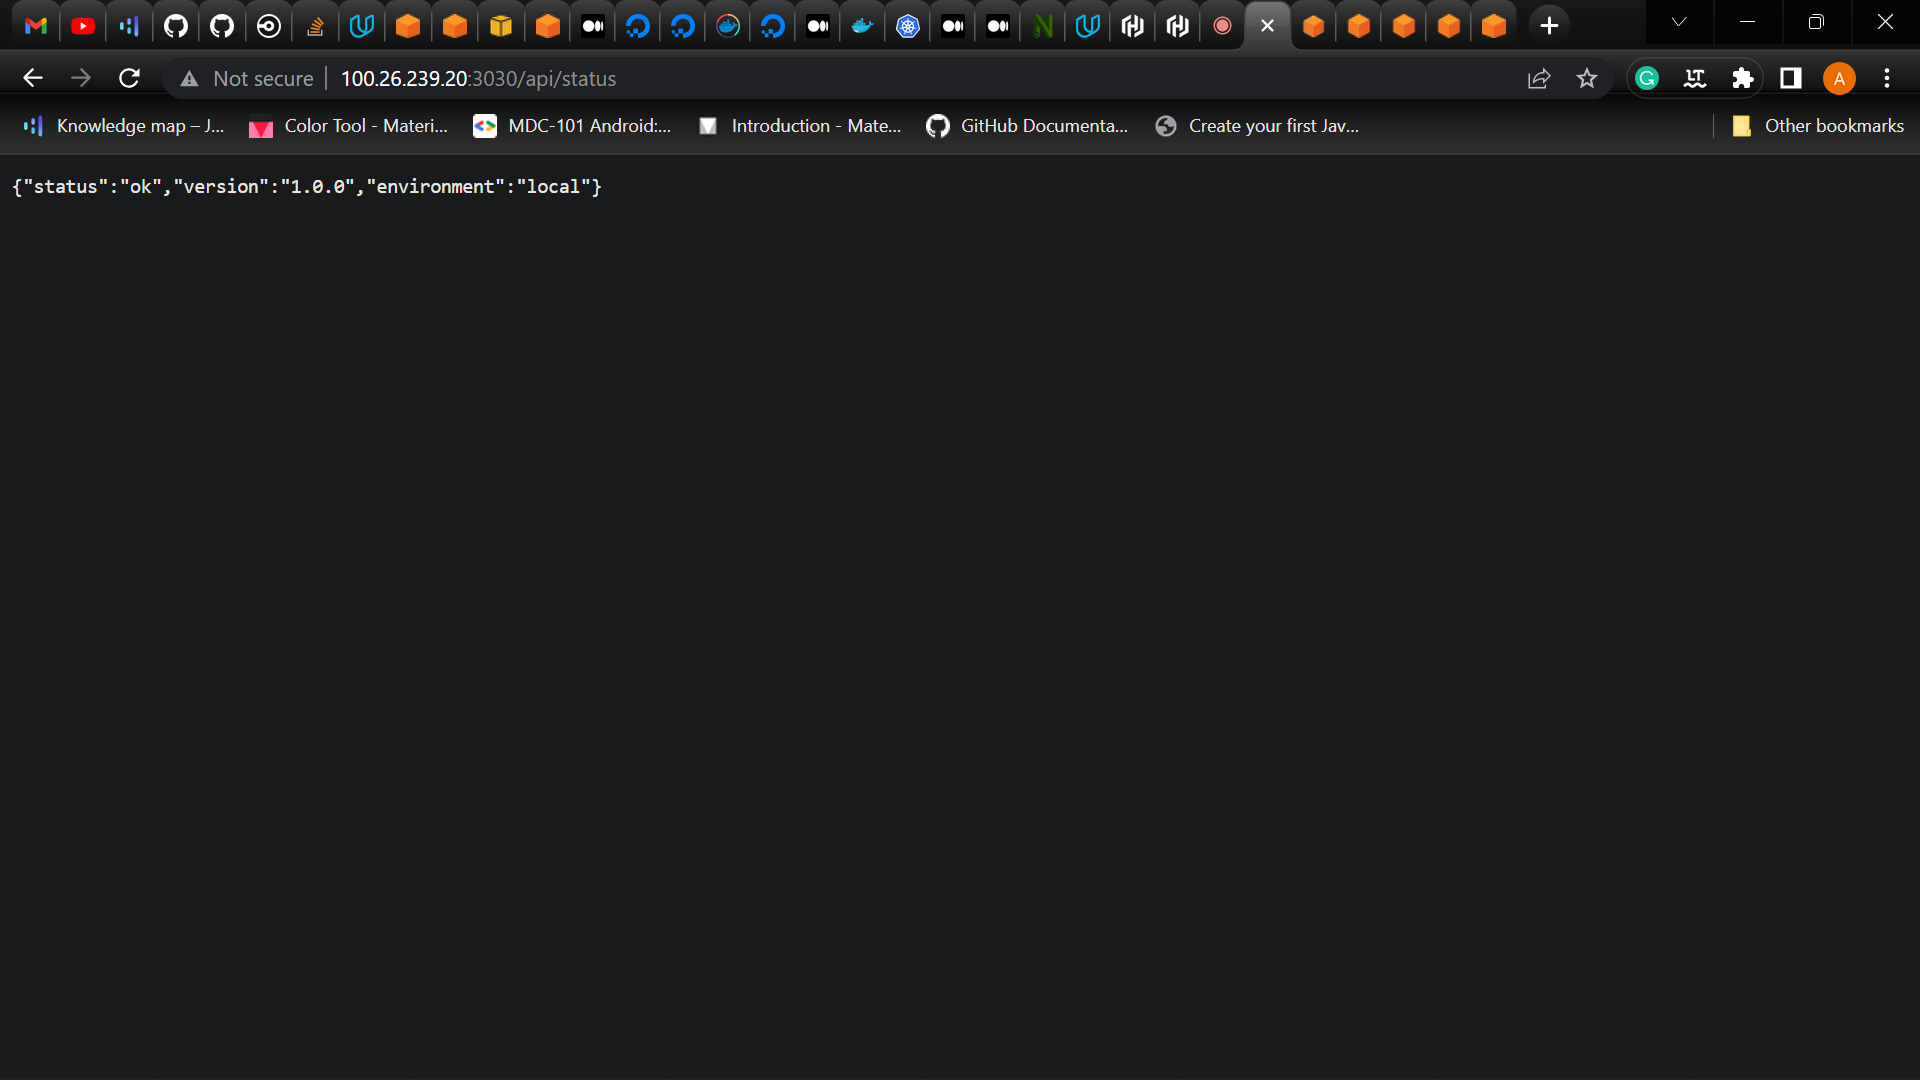 Not secure 100.26.239.20:3030/api/status
A
Knowledge map – J... Color Tool - Materi... MDC-101 Android:... Introduction - Mate... GitHub Documenta... Create your first Jav... Other bookmarks
{"status":"ok","version":"1.0.0","environment":"local"}